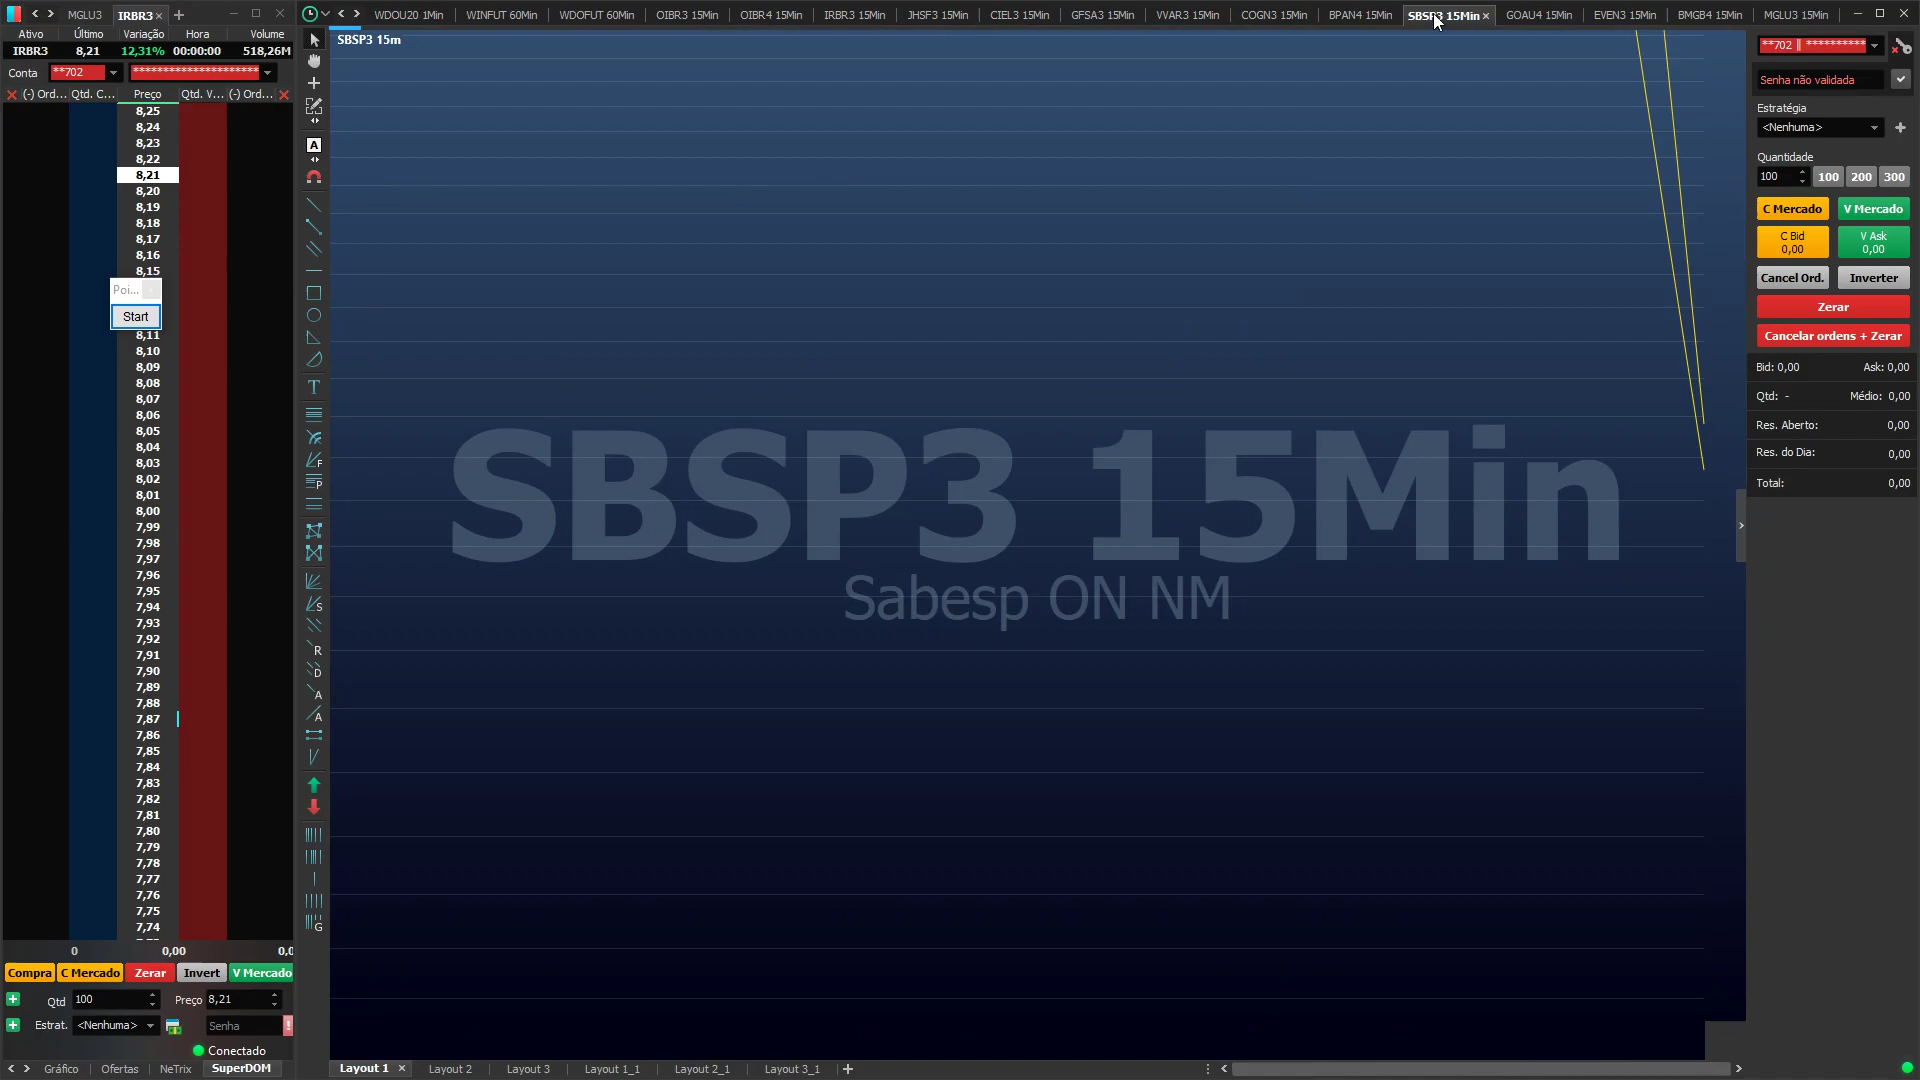 MGLU3 IRBR3
Ativo Último Variação Hora Volume
IRBR3 8,21 12,31% 00:00:00 518,26M
Conta **702 **********************
(-) Ord... Qtd. C... Preço Qtd. V... (-) Ord...
8,25
8,24
8,23
8,22
8,21
8,20
8,19
8,18
8,17
8,16
8,15
Poi...
Start
8,11
8,10
8,09
8,08
8,07
8,06
8,05
8,04
8,03
8,02
8,01
8,00
7,99
7,98
7,97
7,96
7,95
7,94
7,93
7,92
7,91
7,90
7,89
7,88
7,87
7,86
7,85
7,84
7,83
7,82
7,81
7,80
7,79
7,78
7,77
7,76
7,75
7,74
0 0,00 0,0
Compra C Mercado Zerar Invert V Mercado
Qtd 100 Preço 8,21
Estrat. <Nenhuma> Senha
Conectado
Gráfico Ofertas NeTrix SuperDOM
WDOU20 1Min WINFUT 60Min WDOFUT 60Min OIBR3 15Min OIBR4 15Min IRBR3 15Min JHSF3 15Min CIEL3 15Min GFSA3 15Min VVAR3 15Min COGN3 15Min BPAN4 15Min SBSP3 15Min GOAU4 15Min EVEN3 15Min BMGB4 15Min MGLU3 15Min
SBSP3 15m
SBSP3 15Min
Sabesp ON NM
A
T
F
P
S
R
D
A
A
G
Layout 1 Layout 2 Layout 3 Layout 1_1 Layout 2_1 Layout 3_1
**702 || **********
Senha não validada
Estratégia
<Nenhuma>
Quantidade
100 100 200 300
C Mercado V Mercado
C Bid V Ask
0,00 0,00
Cancel Ord. Inverter
Zerar
Cancelar ordens + Zerar
Bid: 0,00 Ask: 0,00
Qtd: - Médio: 0,00
Res. Aberto: 0,00
Res. do Dia: 0,00
Total: 0,00